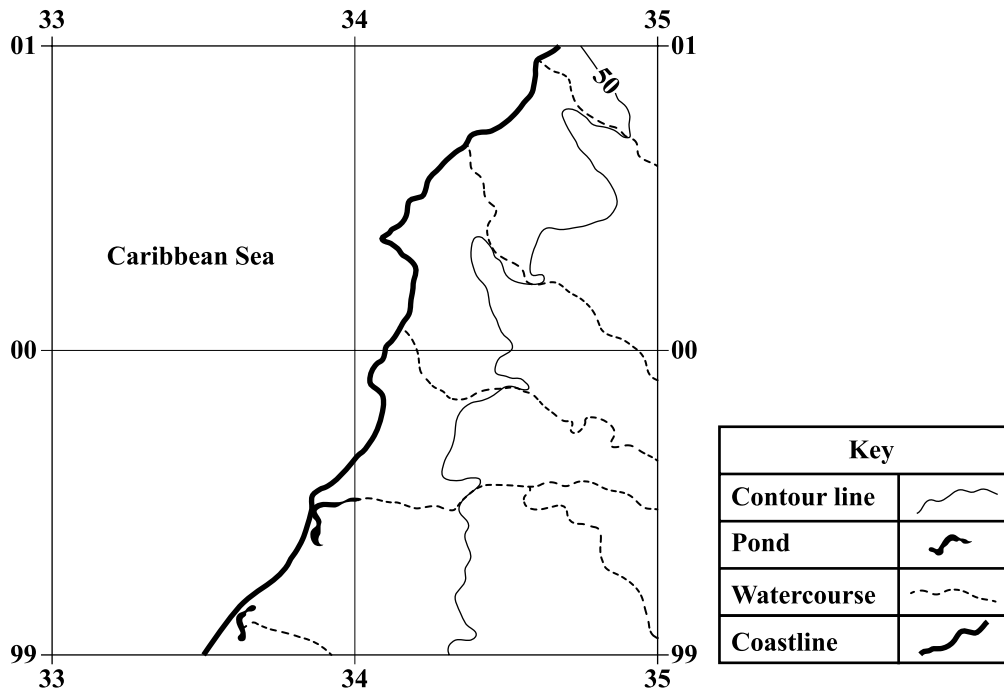 33 34 35
01 01
50
Caribbean Sea
00 00
99 99
33 34 35
Key
Contour line
Pond
Watercourse
Coastline